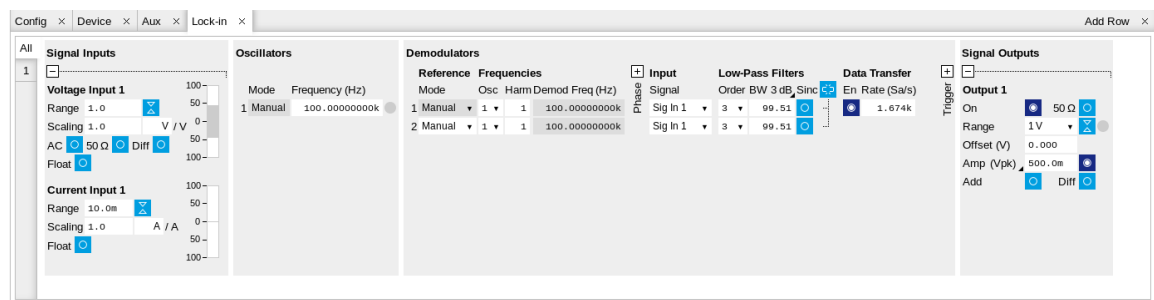 Config × Device × Aux × Lock-in × Add Row ×
All
1
Signal Inputs
Voltage Input 1
Range 1.0
Scaling 1.0 V / V
AC 50 Ω Diff
Float
100
50
0
50
100
Current Input 1
Range 10.0m
Scaling 1.0 A / A
Float
100
50
0
50
100
Oscillators
Mode Frequency (Hz)
1 Manual 100.00000000k
Demodulators
Reference Frequencies
Mode Osc Harm Demod Freq (Hz)
1 Manual 1 1 100.00000000k
2 Manual 1 1 100.00000000k
Phase
Input Low-Pass Filters Data Transfer
Signal Order BW 3 dB Sinc En Rate (Sa/s)
Sig In 1 3 99.51 1.674k
Sig In 1 3 99.51
Trigger
Signal Outputs
Output 1
On 50 Ω
Range 1 V
Offset (V) 0.000
Amp (Vpk) 500.0m
Add Diff